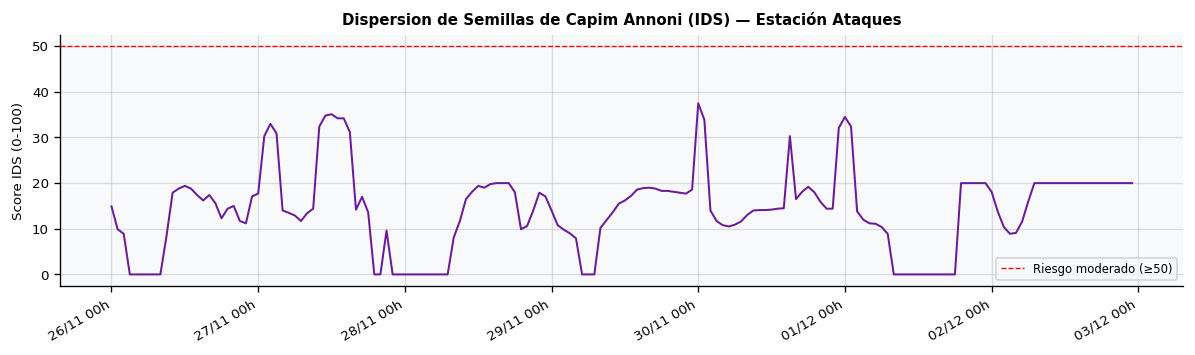 Dispersion de Semillas de Capim Annoni (IDS) — Estación Ataques
Score IDS (0-100)
50
40
30
20
10
0
Riesgo moderado (≥50)
26/11 00h
27/11 00h
28/11 00h
29/11 00h
30/11 00h
01/12 00h
02/12 00h
03/12 00h